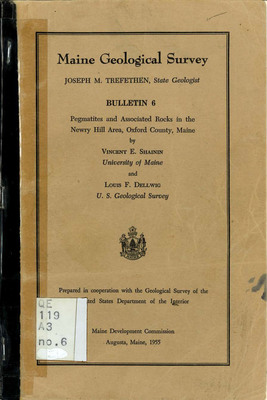 Maine Geological Survey
JOSEPH M. TREFETHEN, State Geologist
BULLETIN 6
Pegmatites and Associated Rocks in the
Newry Hill Area, Oxford County, Maine
by
VINCENT E. SHAININ
University of Maine
and
LOUIS F. DELLWIG
U. S. Geological Survey
Prepared in cooperation with the Geological Survey of the
ted States Department of the Interior
QE
119
A3
no.6
Maine Development Commission
Augusta, Maine, 1955